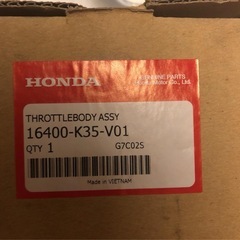 HONDA
GENUINE PARTS
Honda Motor Co., Ltd.
THROTTLEBODY ASSY
16400-K35-V01
QTY 1 G7C02S
Made in VIETNAM